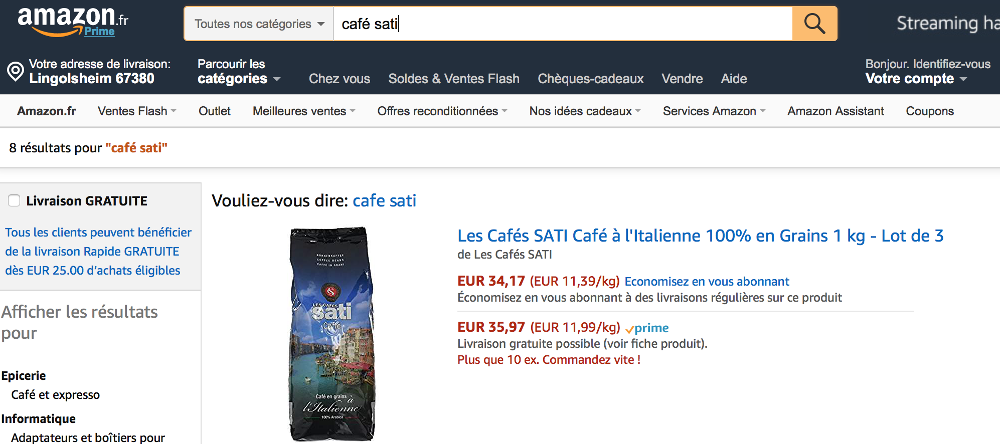 amazon.fr
Prime
Toutes nos catégories
café sati
Streaming ha
Votre adresse de livraison:
Lingolsheim 67380
Parcourir les
catégories
Chez vous
Soldes & Ventes Flash
Chèques-cadeaux
Vendre
Aide
Bonjour. Identifiez-vous
Votre compte
Amazon.fr
Ventes Flash
Outlet
Meilleures ventes
Offres reconditionnées
Nos idées cadeaux
Services Amazon
Amazon Assistant
Coupons
8 résultats pour "café sati"
Livraison GRATUITE
Tous les clients peuvent bénéficier
de la livraison Rapide GRATUITE
dès EUR 25.00 d’achats éligibles
Afficher les résultats
pour
Epicerie
Café et expresso
Informatique
Adaptateurs et boîtiers pour
Vouliez-vous dire: cafe sati
BOHNENKAFFEE
COFFEE BEANS
CAFFÈ IN GRANI
LES CAFÉS
sati
Caffè
Café en grains à
l'Italienne
100% Arabica
Les Cafés SATI Café à l'Italienne 100% en Grains 1 kg - Lot de 3
de Les Cafés SATI
EUR 34,17 (EUR 11,39/kg) Economisez en vous abonnant
Économisez en vous abonnant à des livraisons régulières sur ce produit
EUR 35,97 (EUR 11,99/kg) prime
Livraison gratuite possible (voir fiche produit).
Plus que 10 ex. Commandez vite !